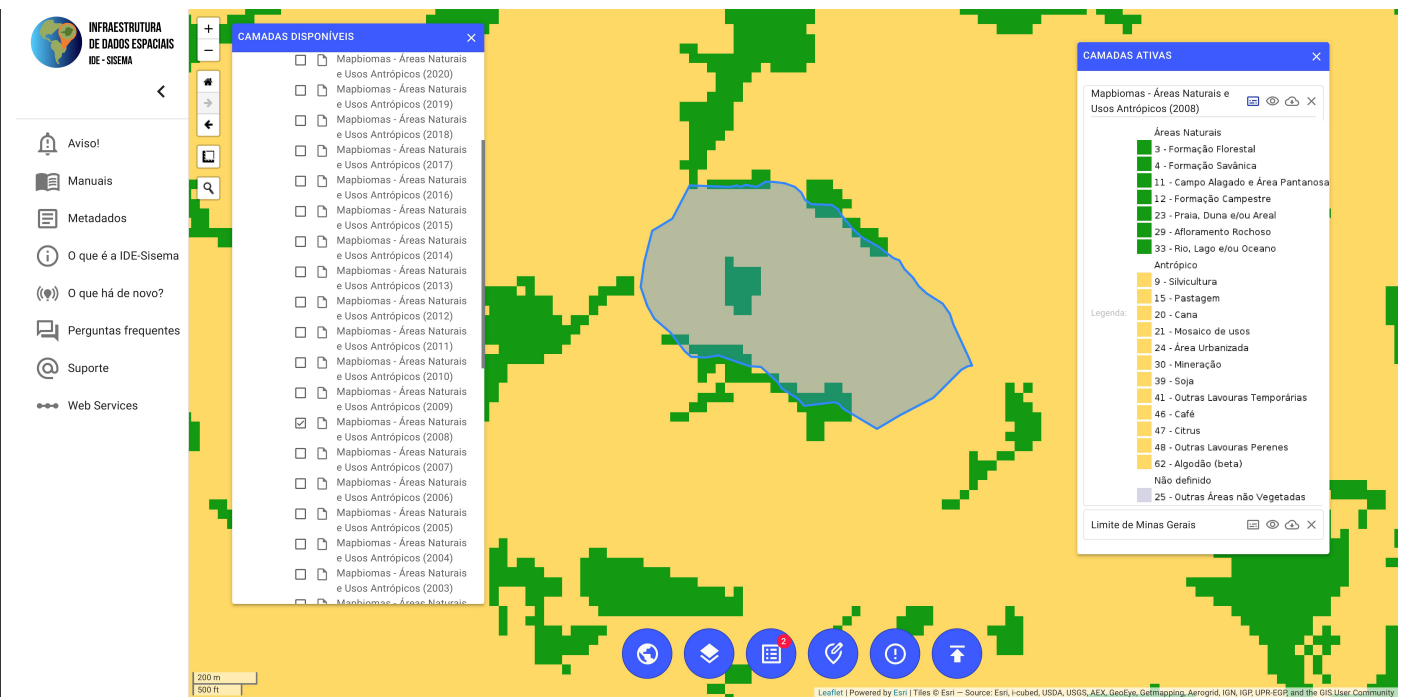 INFRAESTRUTURA
DE DADOS ESPACIAIS
IDE - SISEMA
Aviso!
Manuais
Metadados
O que é a IDE-Sisema
O que há de novo?
Perguntas frequentes
Suporte
Web Services
+
−
CAMADAS DISPONÍVEIS
Mapbiomas - Áreas Naturais
e Usos Antrópicos (2020)
Mapbiomas - Áreas Naturais
e Usos Antrópicos (2019)
Mapbiomas - Áreas Naturais
e Usos Antrópicos (2018)
Mapbiomas - Áreas Naturais
e Usos Antrópicos (2017)
Mapbiomas - Áreas Naturais
e Usos Antrópicos (2016)
Mapbiomas - Áreas Naturais
e Usos Antrópicos (2015)
Mapbiomas - Áreas Naturais
e Usos Antrópicos (2014)
Mapbiomas - Áreas Naturais
e Usos Antrópicos (2013)
Mapbiomas - Áreas Naturais
e Usos Antrópicos (2012)
Mapbiomas - Áreas Naturais
e Usos Antrópicos (2011)
Mapbiomas - Áreas Naturais
e Usos Antrópicos (2010)
Mapbiomas - Áreas Naturais
e Usos Antrópicos (2009)
Mapbiomas - Áreas Naturais
e Usos Antrópicos (2008)
Mapbiomas - Áreas Naturais
e Usos Antrópicos (2007)
Mapbiomas - Áreas Naturais
e Usos Antrópicos (2006)
Mapbiomas - Áreas Naturais
e Usos Antrópicos (2005)
Mapbiomas - Áreas Naturais
e Usos Antrópicos (2004)
Mapbiomas - Áreas Naturais
e Usos Antrópicos (2003)
Mapbiomas - Áreas Naturais
CAMADAS ATIVAS
Mapbiomas - Áreas Naturais e
Usos Antrópicos (2008)
Legenda:
Áreas Naturais
3 - Formação Florestal
4 - Formação Savânica
11 - Campo Alagado e Área Pantanosa
12 - Formação Campestre
23 - Praia, Duna e/ou Areal
29 - Afloramento Rochoso
33 - Rio, Lago e/ou Oceano
Antrópico
9 - Silvicultura
15 - Pastagem
20 - Cana
21 - Mosaico de usos
24 - Área Urbanizada
30 - Mineração
39 - Soja
41 - Outras Lavouras Temporárias
46 - Café
47 - Citrus
48 - Outras Lavouras Perenes
62 - Algodão (beta)
Não definido
25 - Outras Áreas não Vegetadas
Limite de Minas Gerais
2
200 m
500 ft
Leaflet | Powered by Esri | Tiles © Esri — Source: Esri, i-cubed, USDA, USGS, AEX, GeoEye, Getmapping, Aerogrid, IGN, IGP, UPR-EGP, and the GIS User Community